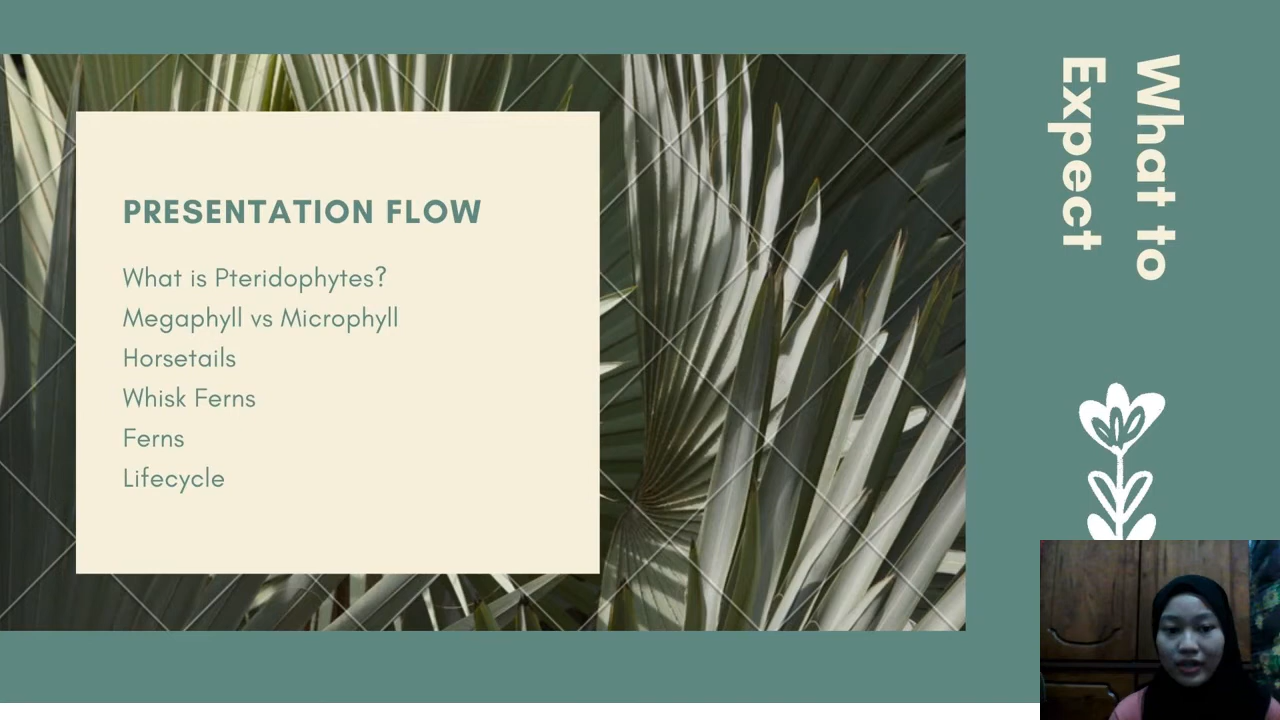 PRESENTATION FLOW
What is Pteridophytes?
Megaphyll vs Microphyll
Horsetails
Whisk Ferns
Ferns
Lifecycle
What to
Expect